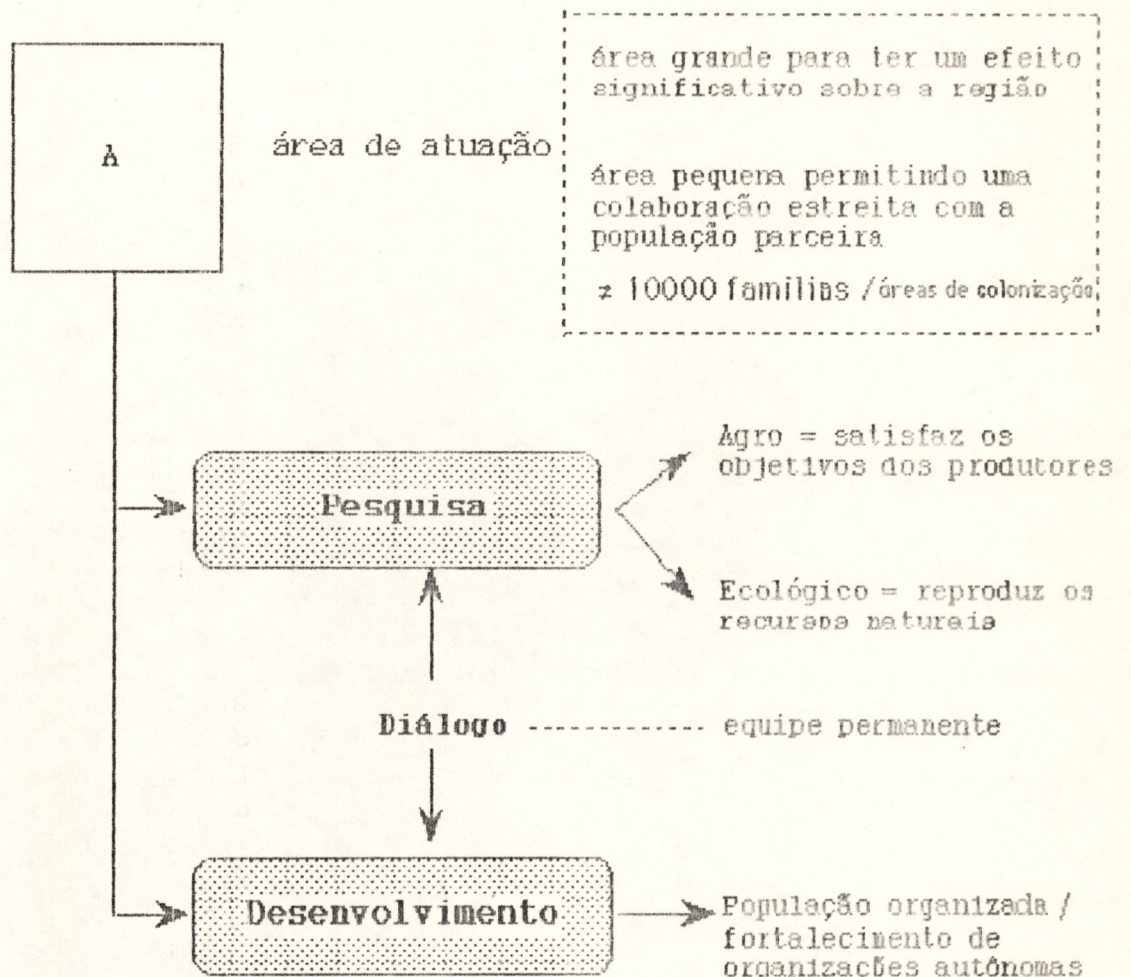 A
área de atuação
área grande para ter um efeito
significativo sobre a região
área pequena permitindo uma
colaboração estreita com a
população parceira
≠ 10000 famílias / áreas de colonização
Pesquisa
Agro = satisfaz os
objetivos dos produtores
Ecológico = reproduz os
recursos naturais
Diálogo ---------- equipe permanente
Desenvolvimento
População organizada /
fortalecimento de
organizações autônomas